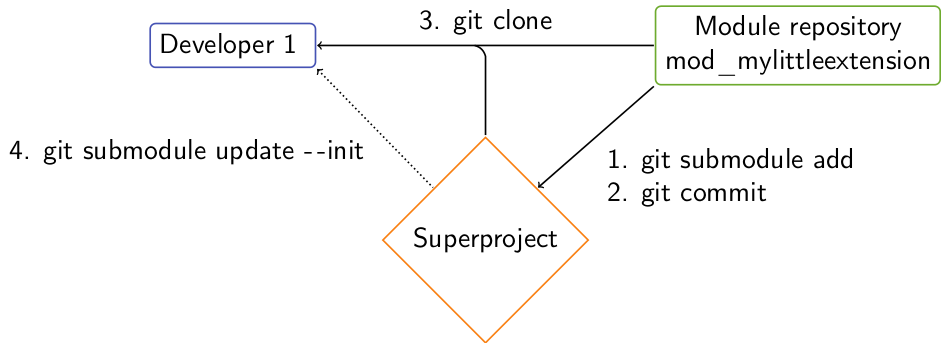 3. git clone
Developer 1
Module repository
mod_mylittleextension
4. git submodule update --init
1. git submodule add
2. git commit
Superproject